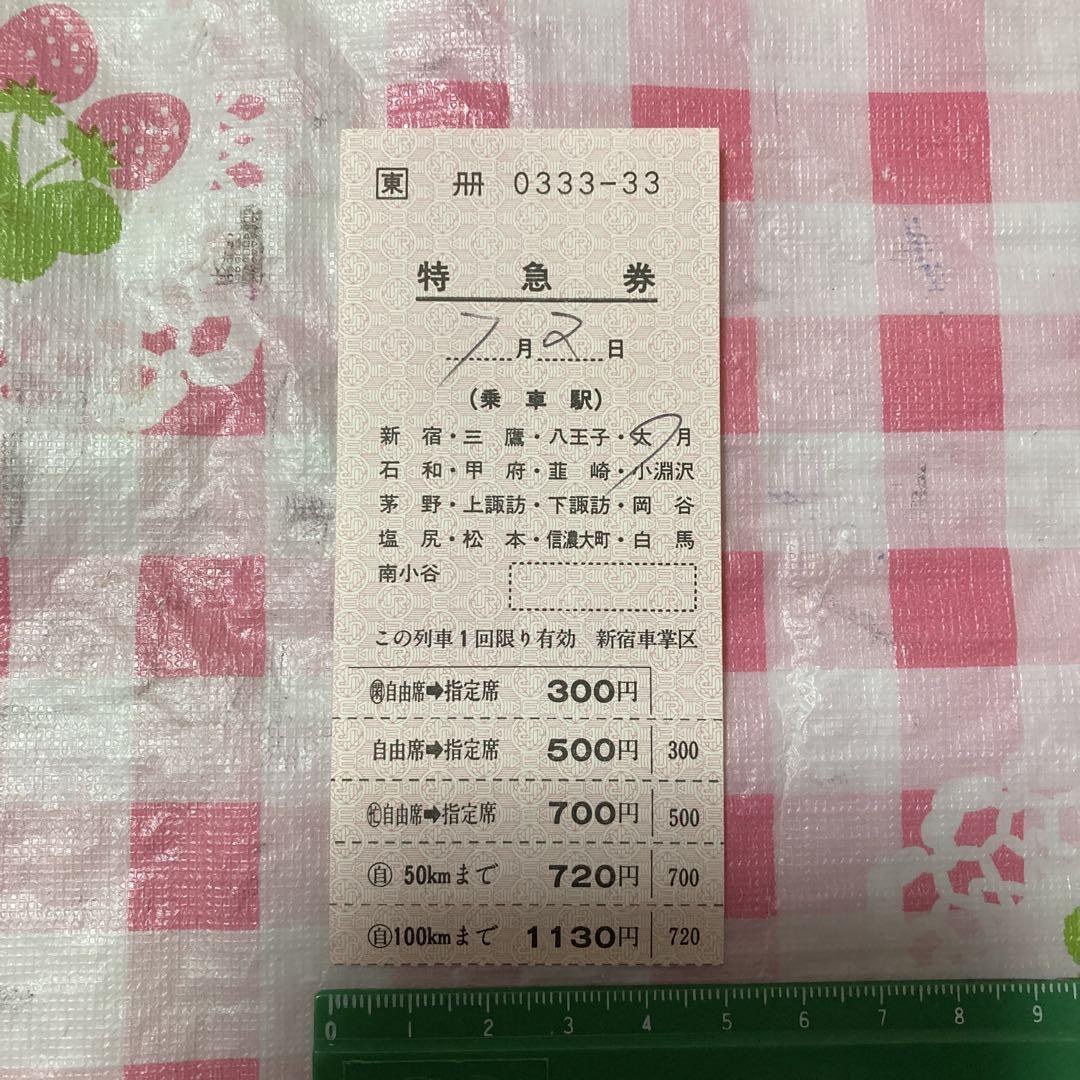 東 冊 0333-33
特急券
7月2日
(乗車駅)
新宿・三鷹・八王子・大月
石和・甲府・韮崎・小淵沢
茅野・上諏訪・下諏訪・岡谷
塩尻・松本・信濃大町・白馬
南小谷
この列車1回限り有効 新宿車掌区
㊡自由席➡指定席 300円
自由席➡指定席 500円 300
自由席➡指定席 700円 500
自 50kmまで 720円 700
自 100kmまで 1130円 720
0 1 2 3 4 5 6 7 8 9